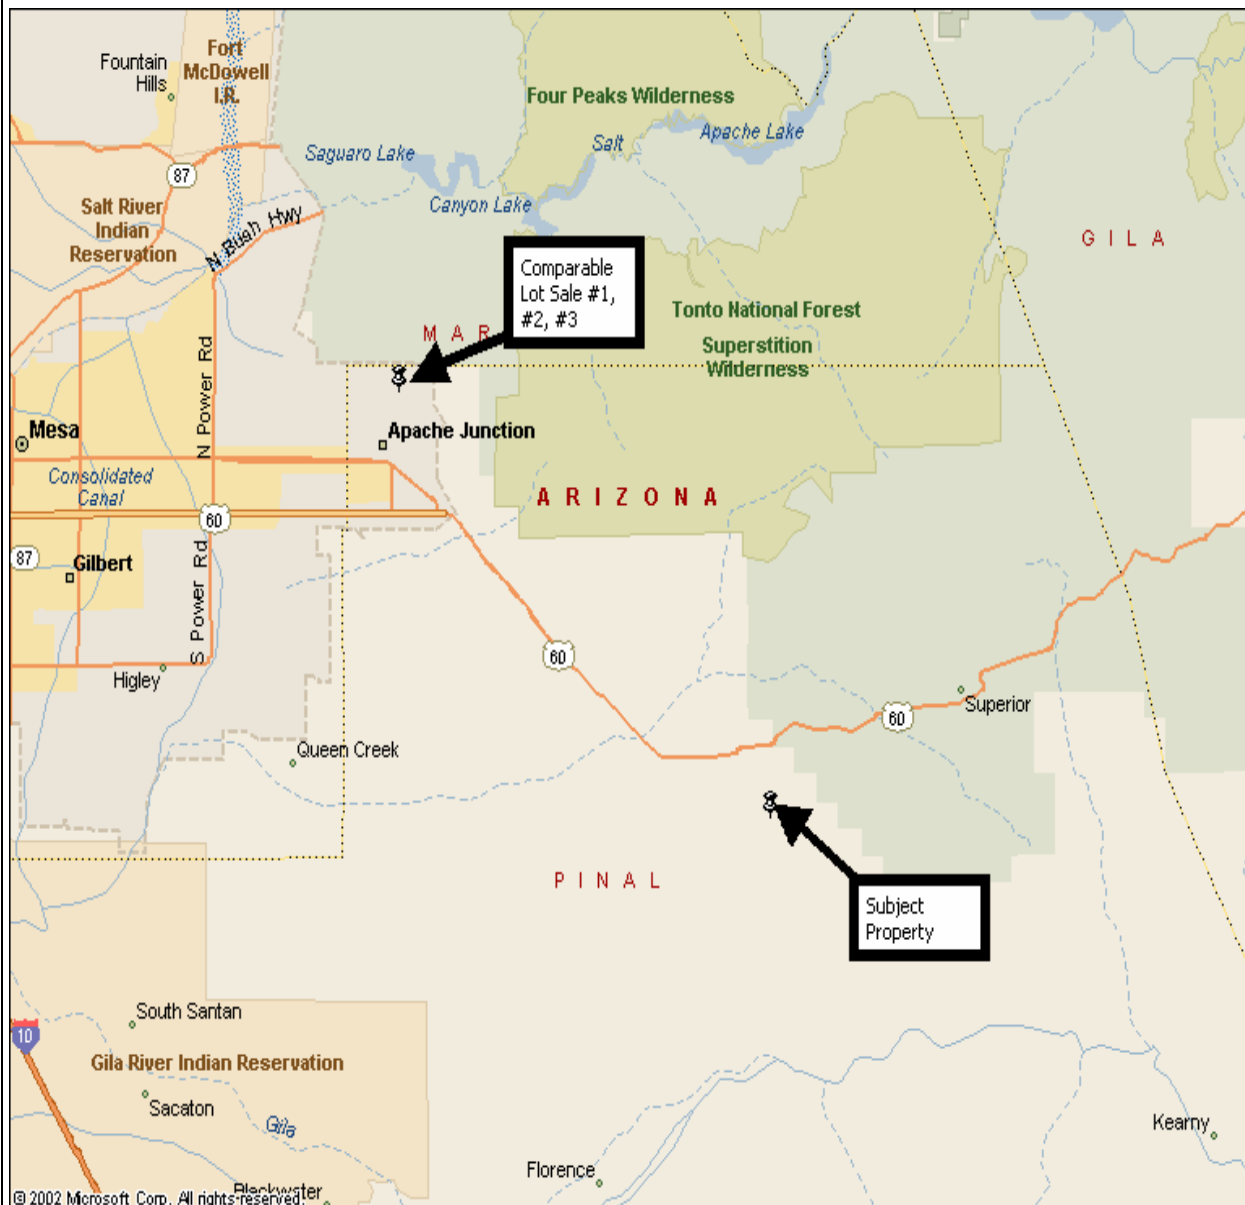 Fountain
Hills
Fort
McDowell
I.R.
Four Peaks Wilderness
Salt
Apache Lake
Saguaro Lake
87
Canyon Lake
Salt River
Indian
Reservation
N Bush Hwy
G I L A
Comparable
Lot Sale #1,
#2, #3
M A R
Tonto National Forest
Superstition
Wilderness
N Power Rd
Mesa
Apache Junction
Consolidated
Canal
A R I Z O N A
60
87
Gilbert
S Power Rd
60
Higley
Superior
60
Queen Creek
P I N A L
Subject
Property
South Santan
10
Gila River Indian Reservation
Sacaton
Gila
Kearny
Florence
Blackwater
© 2002 Microsoft Corp. All rights reserved.